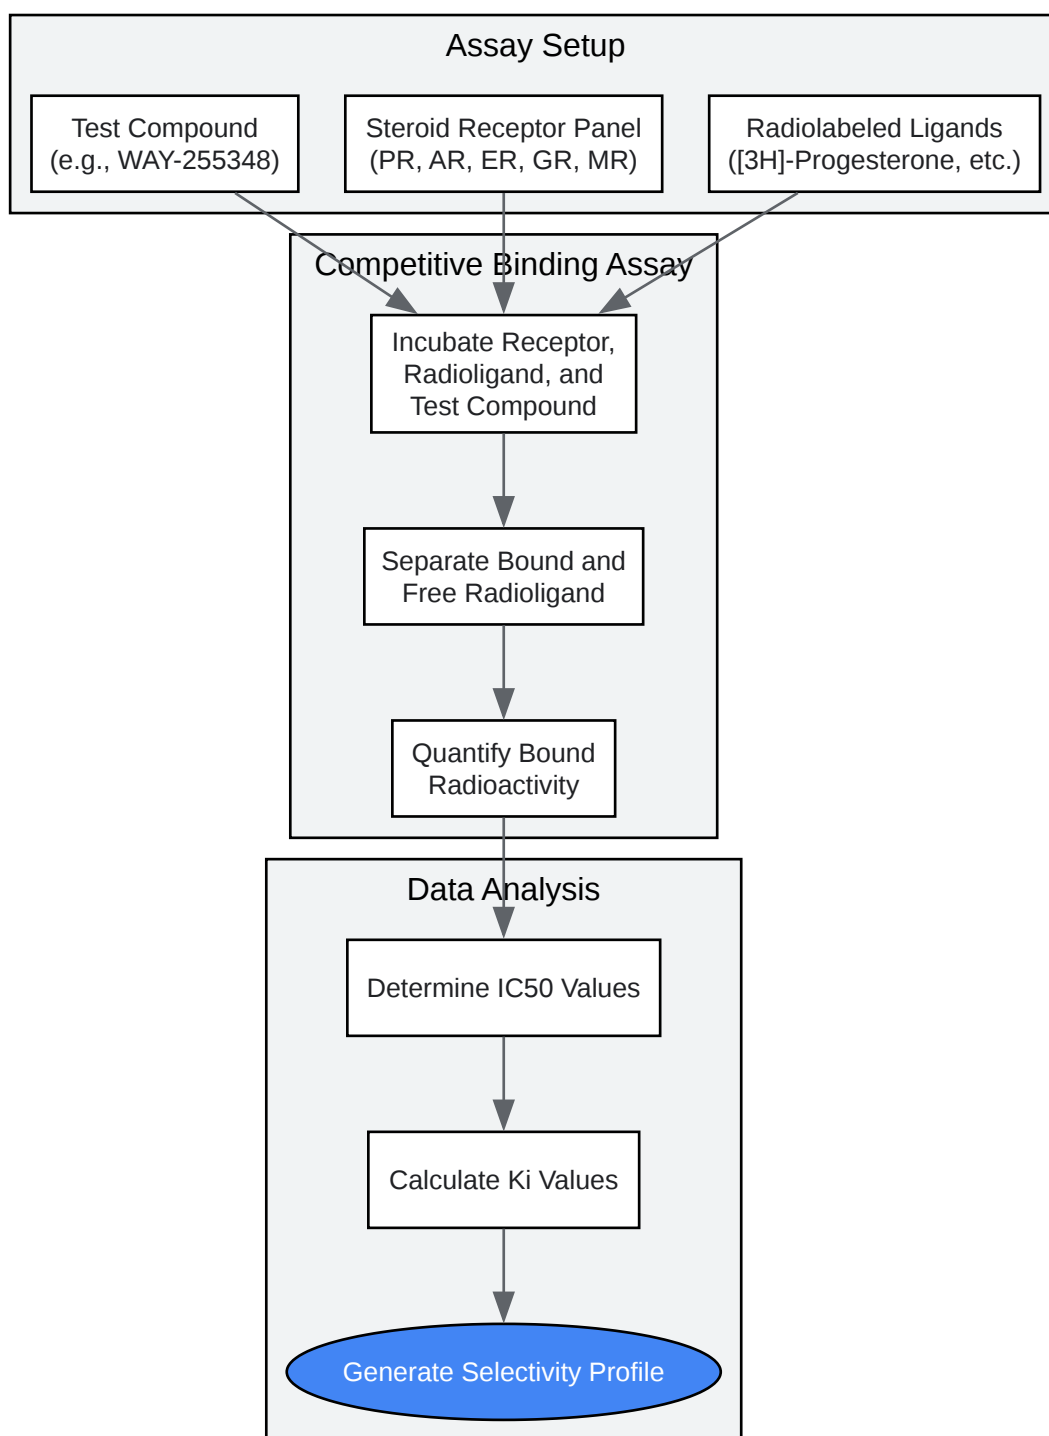 Assay Setup
Test Compound
(e.g., WAY-255348)
Steroid Receptor Panel
(PR, AR, ER, GR, MR)
Radiolabeled Ligands
([3H]-Progesterone, etc.)
Competitive Binding Assay
Incubate Receptor,
Radioligand, and
Test Compound
Separate Bound and
Free Radioligand
Quantify Bound
Radioactivity
Data Analysis
Determine IC50 Values
Calculate Ki Values
Generate Selectivity Profile